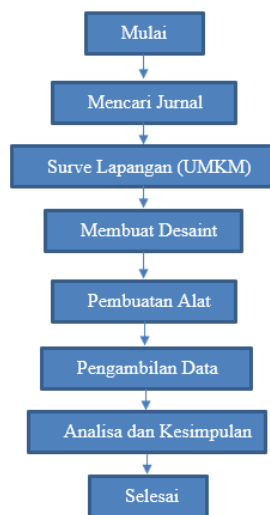 Mulai
Mencari Jurnal
Surve Lapangan (UMKM)
Membuat Desaint
Pembuatan Alat
Pengambilan Data
Analisa dan Kesimpulan
Selesai